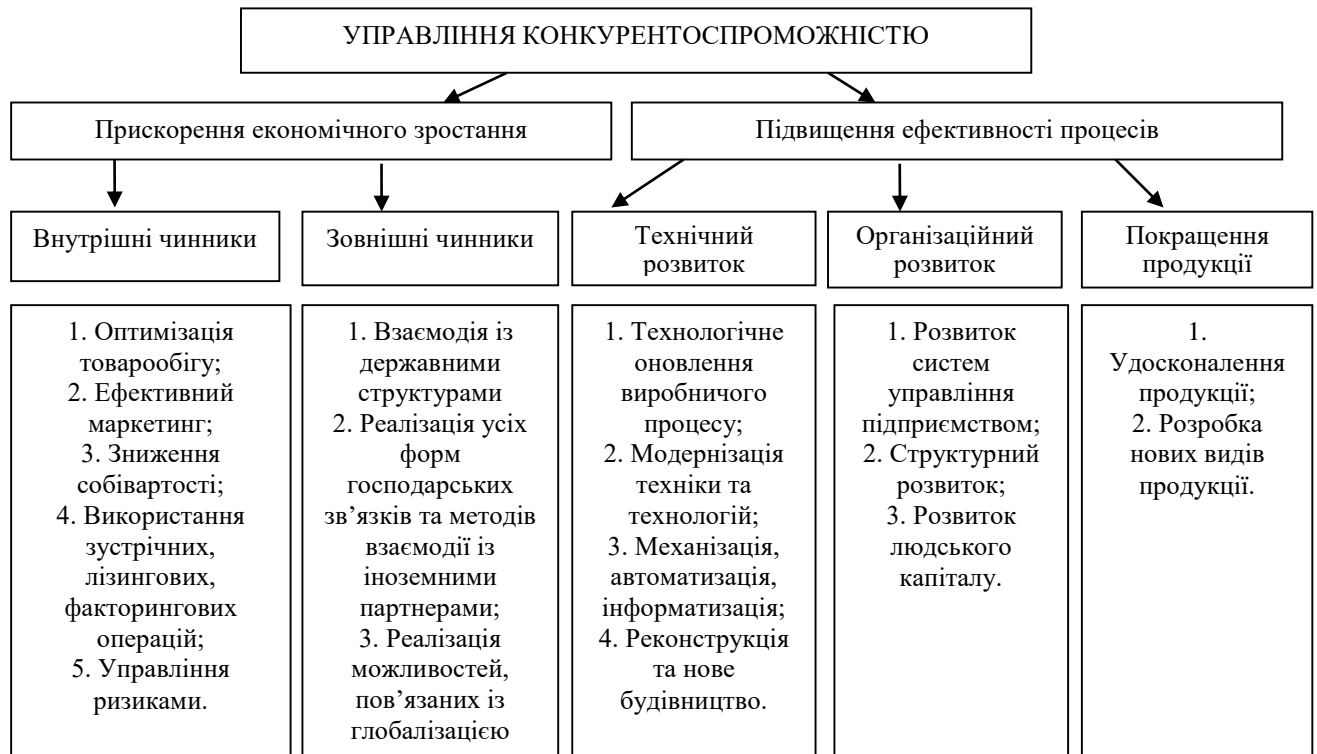 УПРАВЛІННЯ КОНКУРЕНТОСПРОМОЖНІСТЮ
Прискорення економічного зростання
Підвищення ефективності процесів
Внутрішні чинники
Зовнішні чинники
Технічний
розвиток
Організаційний
розвиток
Покращення
продукції
1. Оптимізація
товарообігу;
2. Ефективний
маркетинг;
3. Зниження
собівартості;
4. Використання
зустрічних,
лізингових,
факторингових
операцій;
5. Управління
ризиками.
1. Взаємодія із
державними
структурами
2. Реалізація усіх
форм
господарських
зв’язків та методів
взаємодії із
іноземними
партнерами;
3. Реалізація
можливостей,
пов’язаних із
глобалізацією
1. Технологічне
оновлення
виробничого
процесу;
2. Модернізація
техніки та
технологій;
3. Механізація,
автоматизація,
інформатизація;
4. Реконструкція
та нове
будівництво.
1. Розвиток
систем
управління
підприємством;
2. Структурний
розвиток;
3. Розвиток
людського
капіталу.
1.
Удосконалення
продукції;
2. Розробка
нових видів
продукції.